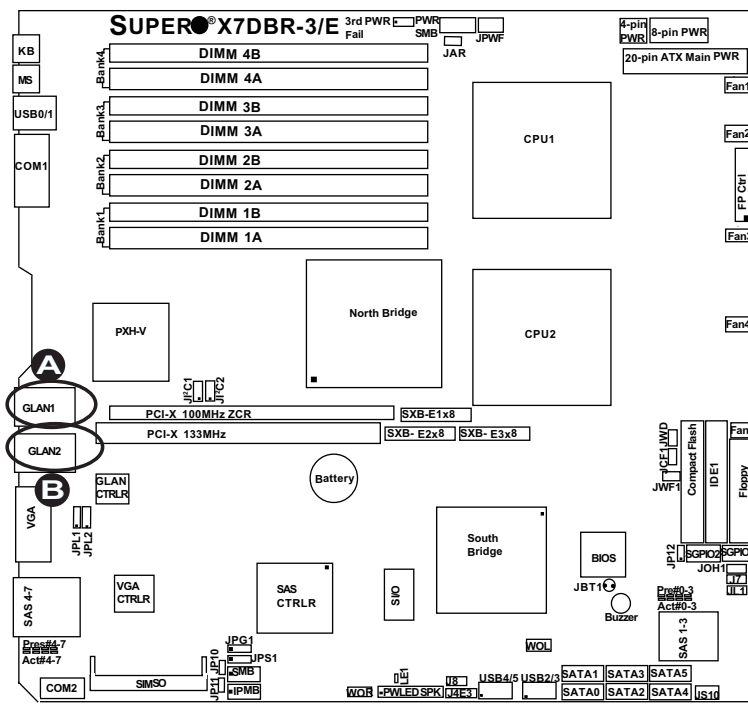 SUPER●® X7DBR-3/E
3rd PWR Fail
PWR SMB
JAR
JPWF
4-pin PWR
8-pin PWR
20-pin ATX Main PWR
KB
MS
USB0/1
COM1
Bank4
DIMM 4B
DIMM 4A
Bank3
DIMM 3B
DIMM 3A
Bank2
DIMM 2B
DIMM 2A
Bank1
DIMM 1B
DIMM 1A
CPU1
Fan1
Fan2
FP Ctrl
Fan3
PXH-V
North Bridge
CPU2
Fan4
A
GLAN1
JI²C1
JI²C2
PCI-X 100MHz ZCR
SXB-E1x8
PCI-X 133MHz
SXB- E2x8
SXB- E3x8
GLAN2
B
VGA
GLAN CTRLR
JPL1
JPL2
Battery
JWD
JCF1
JWF1
Compact Flash
IDE1
Fan
Floppy
South Bridge
BIOS
JP12
SGPIO2
SGPIO
JOH1
J7
JL1
JBT1
Buzzer
Pre#0-3
Act#0-3
SAS 1-3
SAS 4-7
Pres#4-7
Act#4-7
VGA CTRLR
SAS CTRLR
SI/O
JPG1
JPS1
JP10
SMB
JP11
IPMB
COM2
SIMSO
WOL
LE1
WOR
PWLED SPK
J8
J4E3
USB4/5
USB2/3
SATA1
SATA3
SATA5
SATA0
SATA2
SATA4
JS10